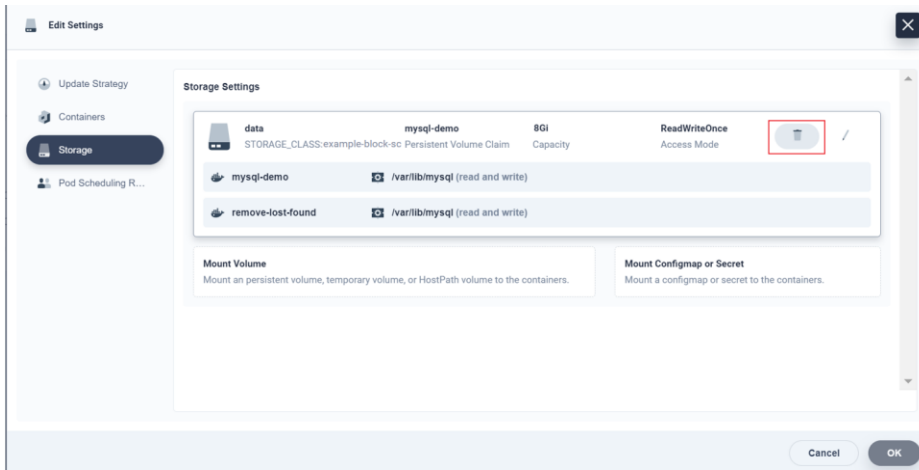 Edit Settings
Update Strategy
Containers
Storage
Pod Scheduling R...
Storage Settings
data mysql-demo 8Gi ReadWriteOnce
STORAGE_CLASS:example-block-sc Persistent Volume Claim Capacity Access Mode
mysql-demo /var/lib/mysql (read and write)
remove-lost-found /var/lib/mysql (read and write)
Mount Volume Mount Configmap or Secret
Mount an persistent volume, temporary volume, or HostPath volume to the containers. Mount a configmap or secret to the containers.
Cancel OK